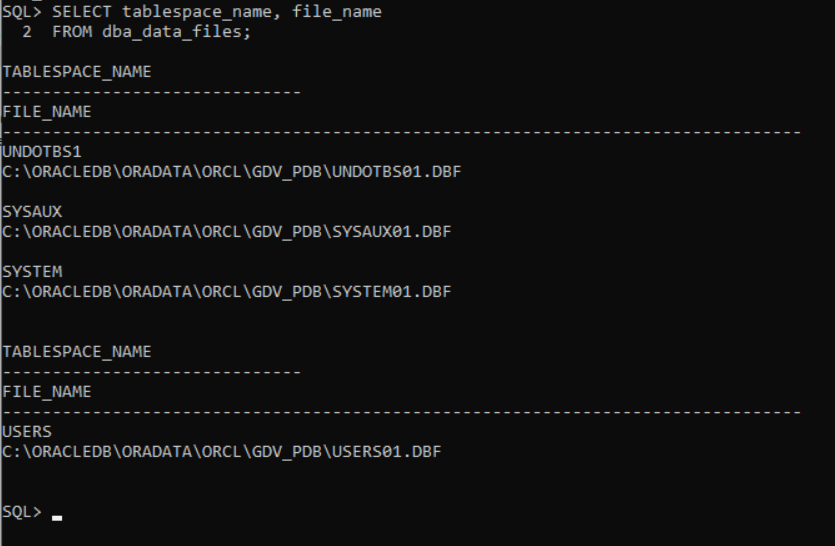 SQL> SELECT tablespace_name, file_name
  2  FROM dba_data_files;
TABLESPACE_NAME
------------------------------
FILE_NAME
--------------------------------------------------------------------------------
UNDOTBS1
C:\ORACLEDB\ORADATA\ORCL\GDV_PDB\UNDOTBS01.DBF
SYSAUX
C:\ORACLEDB\ORADATA\ORCL\GDV_PDB\SYSAUX01.DBF
SYSTEM
C:\ORACLEDB\ORADATA\ORCL\GDV_PDB\SYSTEM01.DBF
TABLESPACE_NAME
------------------------------
FILE_NAME
--------------------------------------------------------------------------------
USERS
C:\ORACLEDB\ORADATA\ORCL\GDV_PDB\USERS01.DBF
SQL>